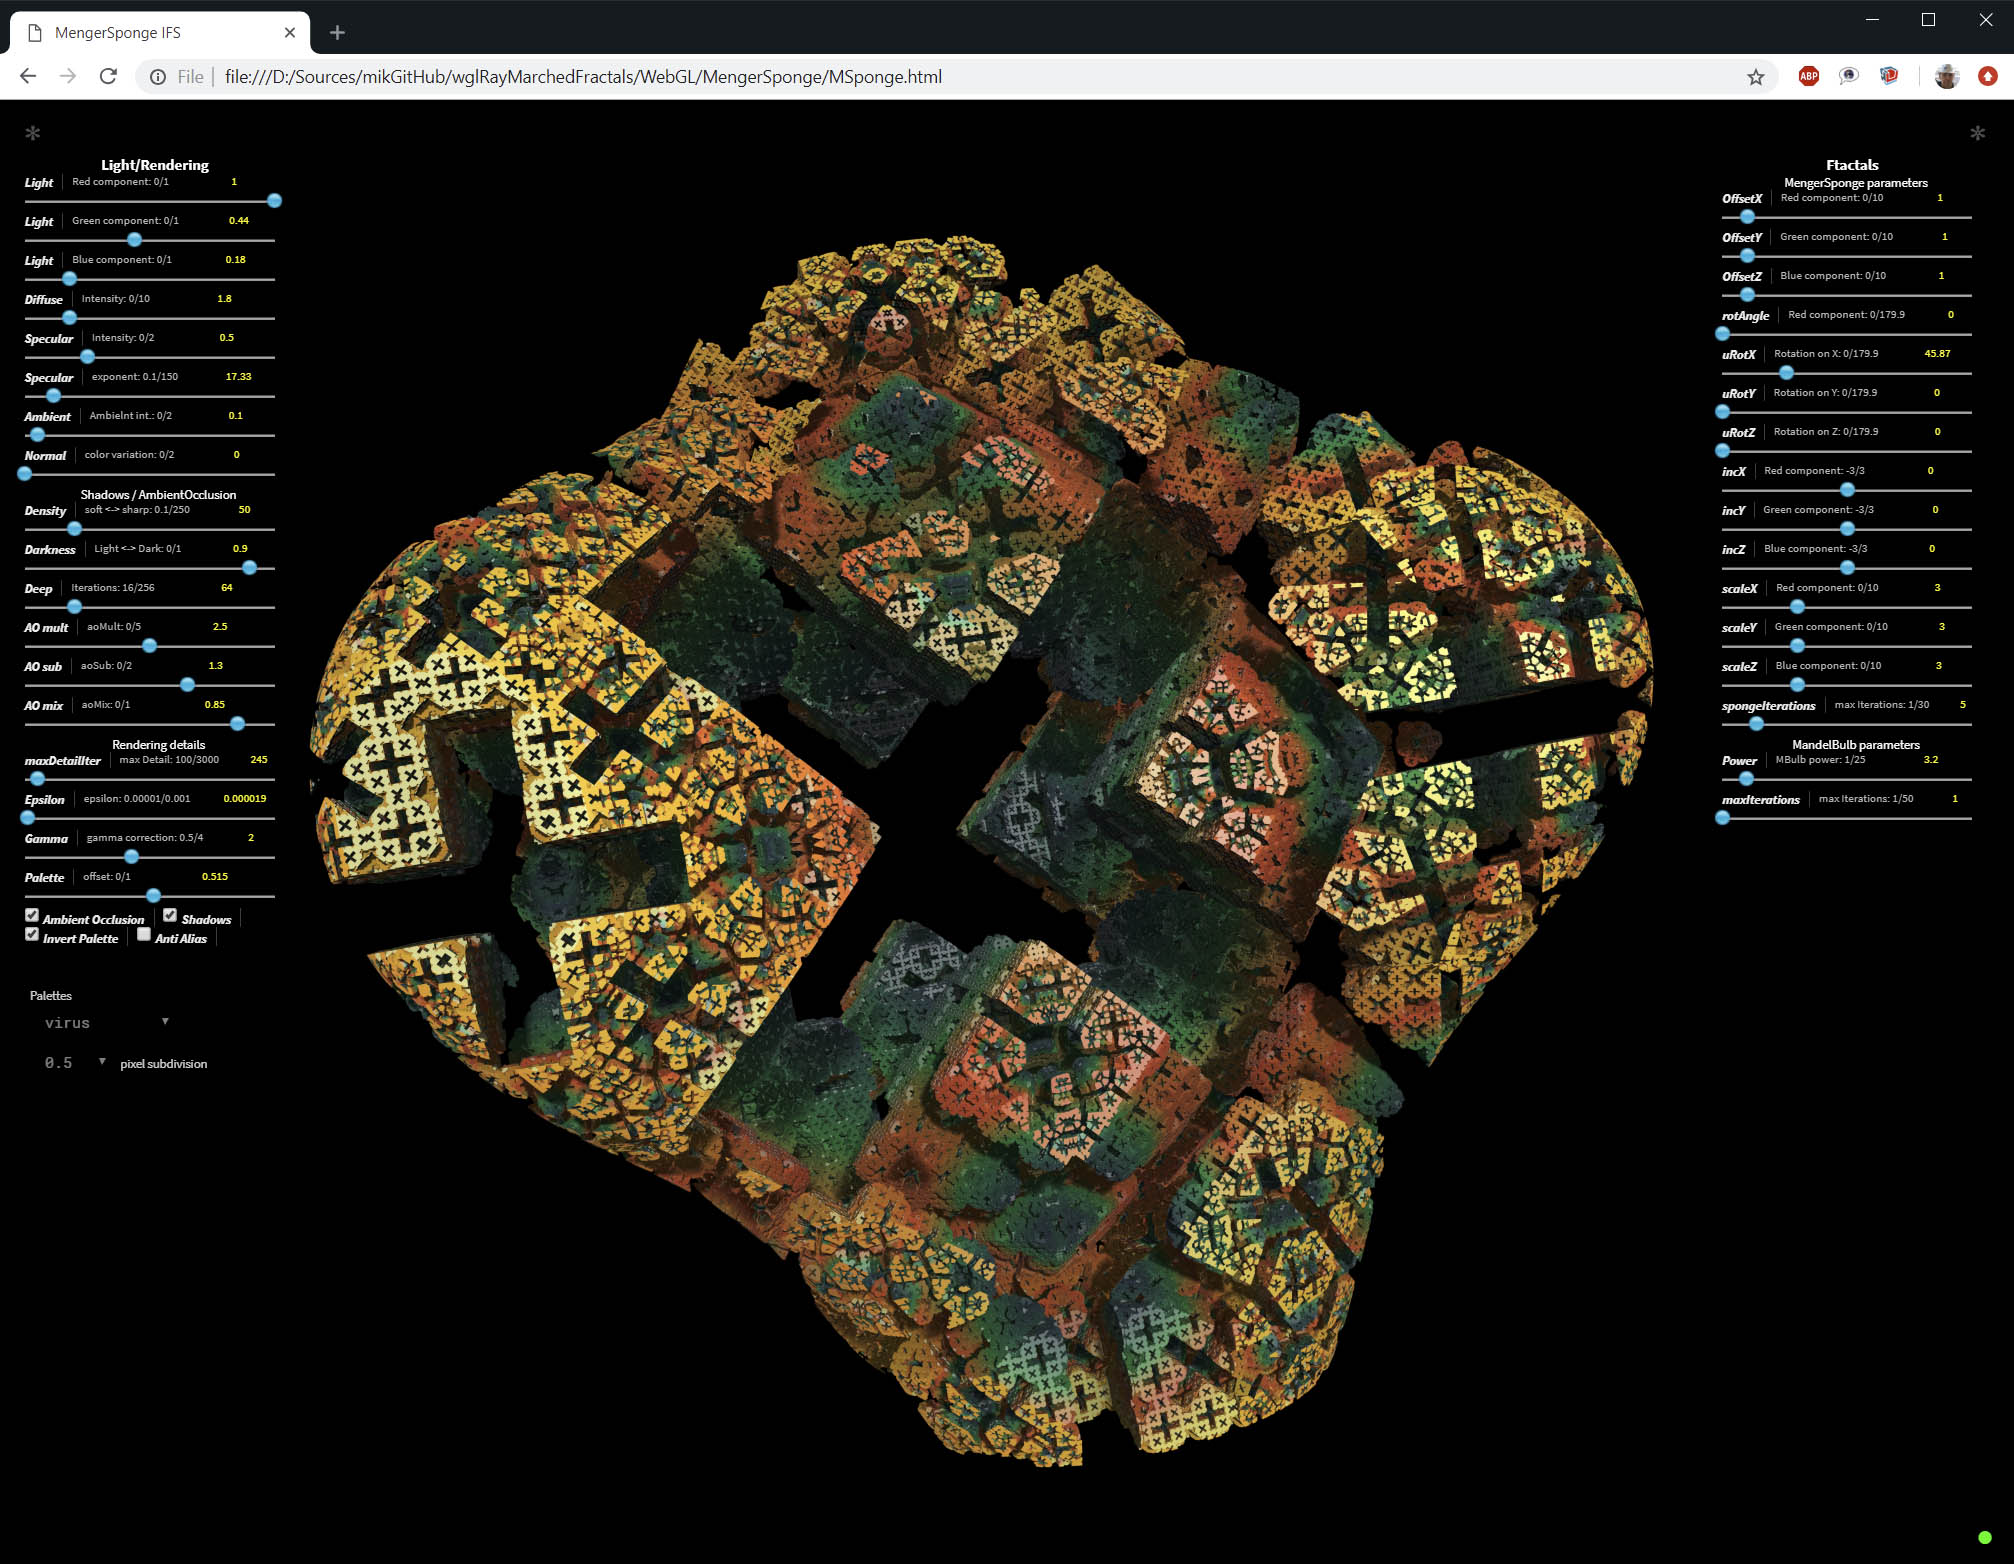 MengerSponge IFS
File file:///D:/Sources/mikGitHub/wglRayMarchedFractals/WebGL/MengerSponge/MSponge.html
ABP
Light/Rendering
Light Red component: 0/1 1
Light Green component: 0/1 0.44
Light Blue component: 0/1 0.18
Diffuse Intensity: 0/10 1.8
Specular Intensity: 0/2 0.5
Specular exponent: 0.1/150 17.33
Ambient Ambielnt int.: 0/2 0.1
Normal color variation: 0/2 0
Shadows / AmbientOcclusion
Density soft <-> sharp: 0.1/250 50
Darkness Light <-> Dark: 0/1 0.9
Deep Iterations: 16/256 64
AO mult aoMult: 0/5 2.5
AO sub aoSub: 0/2 1.3
AO mix aoMix: 0/1 0.85
Rendering details
maxDetailIter max Detail: 100/3000 245
Epsilon epsilon: 0.00001/0.001 0.000019
Gamma gamma correction: 0.5/4 2
Palette offset: 0/1 0.515
Ambient Occlusion Shadows
Invert Palette Anti Alias
Palettes
virus
0.5 pixel subdivision
Ftactals
MengerSponge parameters
OffsetX Red component: 0/10 1
OffsetY Green component: 0/10 1
OffsetZ Blue component: 0/10 1
rotAngle Red component: 0/179.9 0
uRotX Rotation on X: 0/179.9 45.87
uRotY Rotation on Y: 0/179.9 0
uRotZ Rotation on Z: 0/179.9 0
incX Red component: -3/3 0
incY Green component: -3/3 0
incZ Blue component: -3/3 0
scaleX Red component: 0/10 3
scaleY Green component: 0/10 3
scaleZ Blue component: 0/10 3
spongeIterations max Iterations: 1/30 5
MandelBulb parameters
Power MBulb power: 1/25 3.2
maxIterations max Iterations: 1/50 1